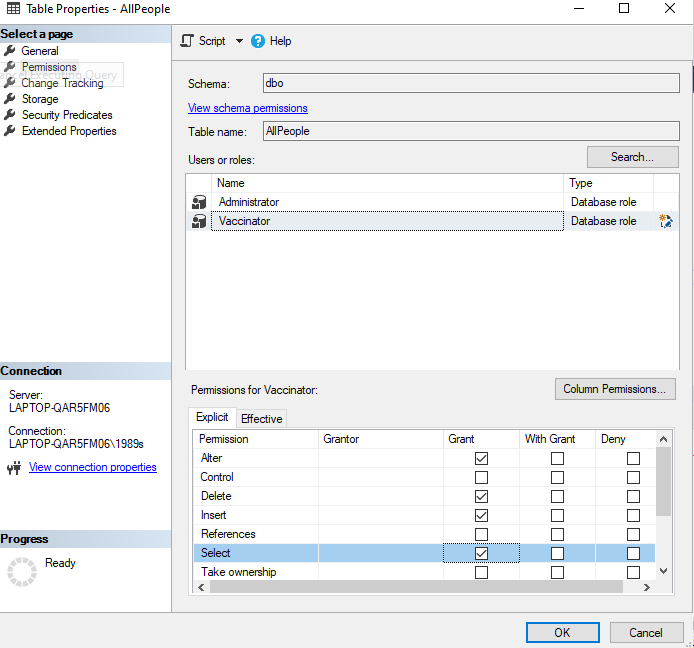 Table Properties - AllPeople
Select a page
General
Permissions
Change Tracking
Storage
Security Predicates
Extended Properties
Script
Help
Schema:
dbo
View schema permissions
Table name:
AllPeople
Users or roles:
Search...
Name Type
Administrator Database role
Vaccinator Database role
Permissions for Vaccinator:
Column Permissions...
Explicit Effective
Permission Grantor Grant With Grant Deny
Alter
Control
Delete
Insert
References
Select
Take ownership
Connection
Server:
LAPTOP-QAR5FM06
Connection:
LAPTOP-QAR5FM06\1989s
View connection properties
Progress
Ready
OK Cancel